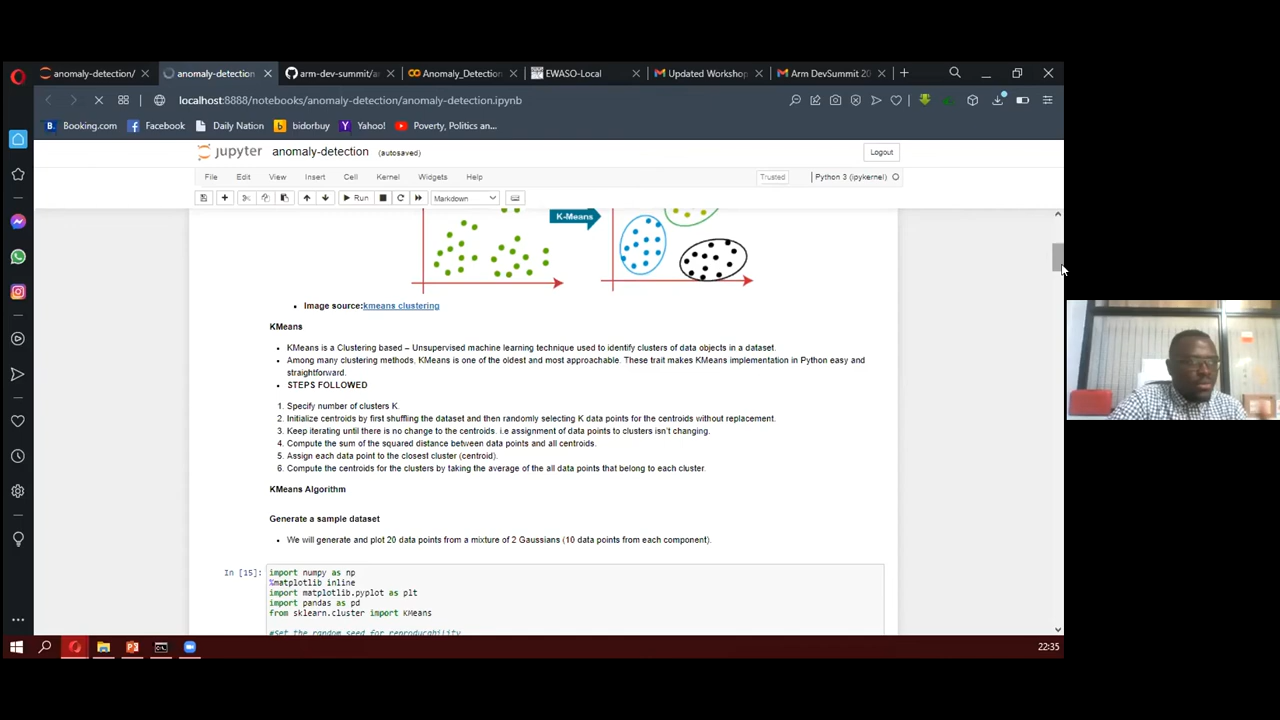 anomaly-detection/
anomaly-detection
arm-dev-summit/ar
Anomaly_Detection
EWASO-Local
Updated Workshop
Arm DevSummit 20
localhost:8888/notebooks/anomaly-detection/anomaly-detection.ipynb
Booking.com
Facebook
Daily Nation
bidorbuy
Yahoo!
Poverty, Politics an...
jupyter anomaly-detection (autosaved)
Logout
File Edit View Insert Cell Kernel Widgets Help
Trusted
Python 3 (ipykernel)
Run
Markdown
K-Means
• Image source:kmeans clustering
KMeans
• KMeans is a Clustering based – Unsupervised machine learning technique used to identify clusters of data objects in a dataset.
• Among many clustering methods, KMeans is one of the oldest and most approachable. These trait makes KMeans implementation in Python easy and
straightforward.
• STEPS FOLLOWED
1. Specify number of clusters K.
2. Initialize centroids by first shuffling the dataset and then randomly selecting K data points for the centroids without replacement.
3. Keep iterating until there is no change to the centroids. i.e assignment of data points to clusters isn't changing.
4. Compute the sum of the squared distance between data points and all centroids.
5. Assign each data point to the closest cluster (centroid).
6. Compute the centroids for the clusters by taking the average of the all data points that belong to each cluster.
KMeans Algorithm
Generate a sample dataset
• We will generate and plot 20 data points from a mixture of 2 Gaussians (10 data points from each component).
In [15]:
import numpy as np
%matplotlib inline
import matplotlib.pyplot as plt
import pandas as pd
from sklearn.cluster import KMeans
#Set the random seed for reproducability
22:35